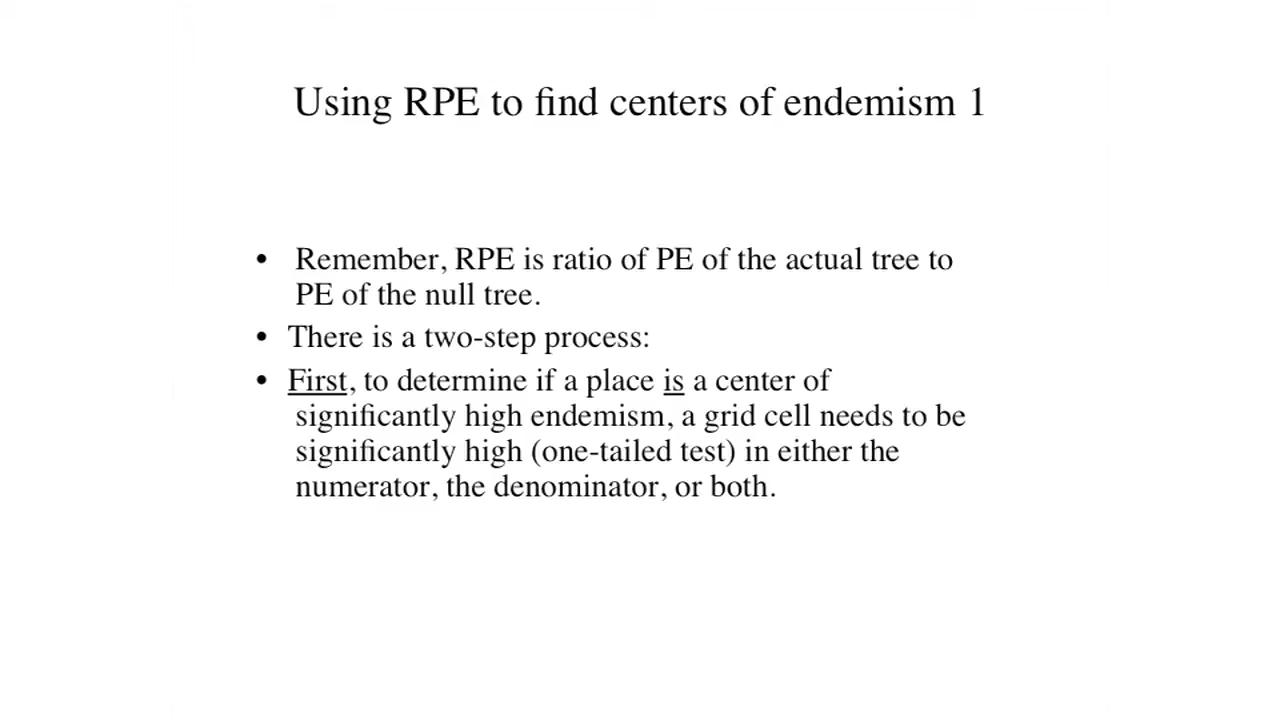 Using RPE to find centers of endemism 1
• Remember, RPE is ratio of PE of the actual tree to
PE of the null tree.
• There is a two-step process:
• First, to determine if a place is a center of
significantly high endemism, a grid cell needs to be
significantly high (one-tailed test) in either the
numerator, the denominator, or both.